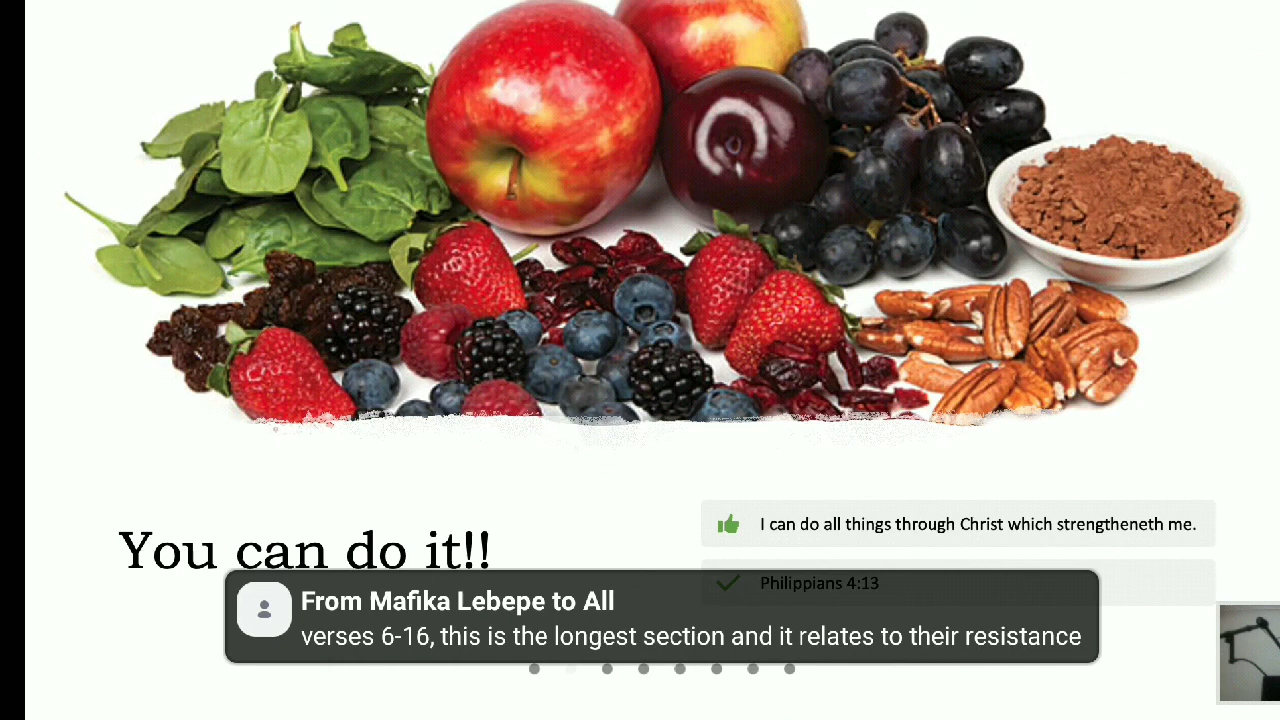 I can do all things through Christ which strengtheneth me.
You can do it!!
Philippians 4:13
From Mafika Lebepe to All
verses 6-16, this is the longest section and it relates to their resistance